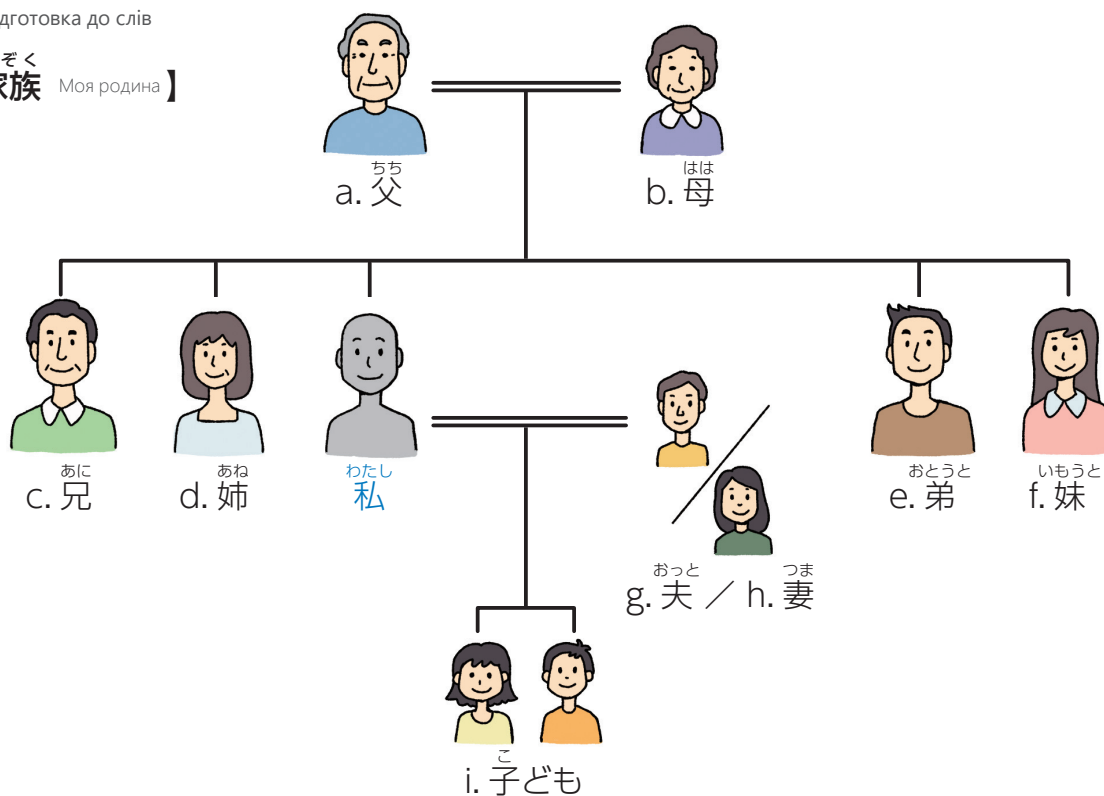 дготовка до слів
ぞく
族 Моя родина】
ちち
a. 父
はは
b. 母
あに
c. 兄
あね
d. 姉
わたし
私
おとうと
e. 弟
いもうと
f. 妹
おっと つま
g. 夫 ／ h. 妻
こ
i. 子ども